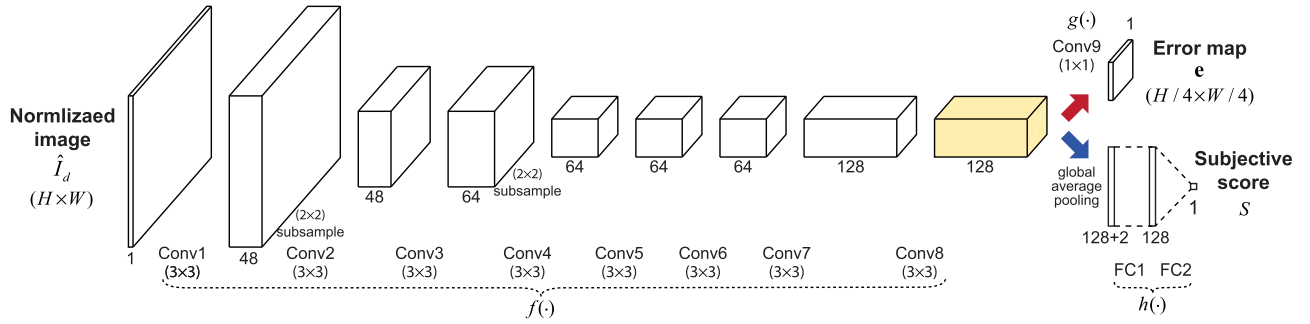 Normlizaed
image
Î_d
(H×W)
1
Conv1
(3×3)
48
(2×2)
subsample
Conv2
(3×3)
48
Conv3
(3×3)
64
(2×2)
subsample
Conv4
(3×3)
64
Conv5
(3×3)
64
Conv6
(3×3)
64
Conv7
(3×3)
128
Conv8
(3×3)
128
f(·)
g(·)
Conv9
(1×1)
1
Error map
e
(H / 4×W / 4)
global
average
pooling
128+2
128
1
Subjective
score
S
FC1
FC2
h(·)